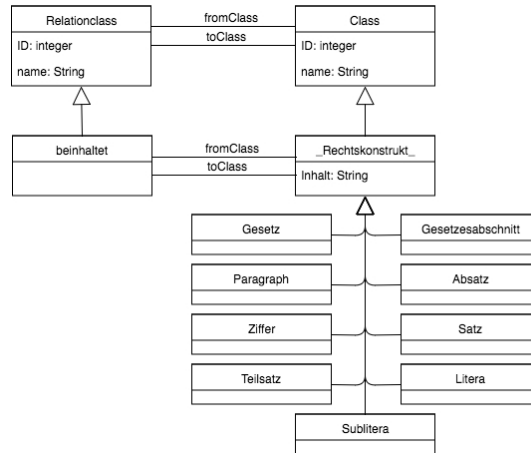 Relationclass
fromClass
Class
toClass
ID: integer
ID: integer
name: String
name: String
beinhaltet
fromClass
_Rechtskonstrukt_
toClass
Inhalt: String
Gesetz
Gesetzesabschnitt
Paragraph
Absatz
Ziffer
Satz
Teilsatz
Litera
Sublitera